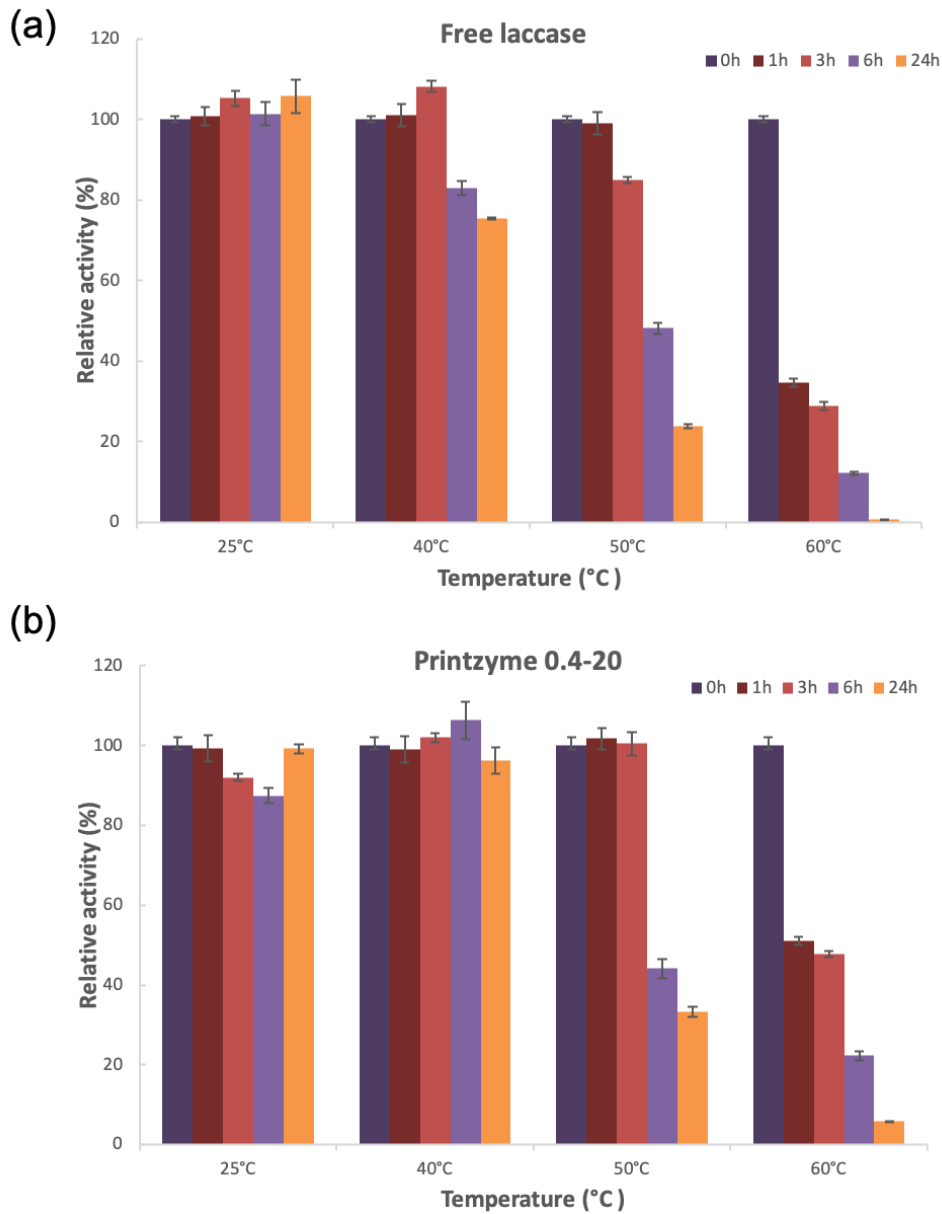 (a)
Free laccase
0h 1h 3h 6h 24h
120
100
80
60
40
20
0
Relative activity (%)
25°C 40°C 50°C 60°C
Temperature (°C )
(b)
Printzyme 0.4-20
0h 1h 3h 6h 24h
120
100
80
60
40
20
0
Relative activity (%)
25°C 40°C 50°C 60°C
Temperature (°C )